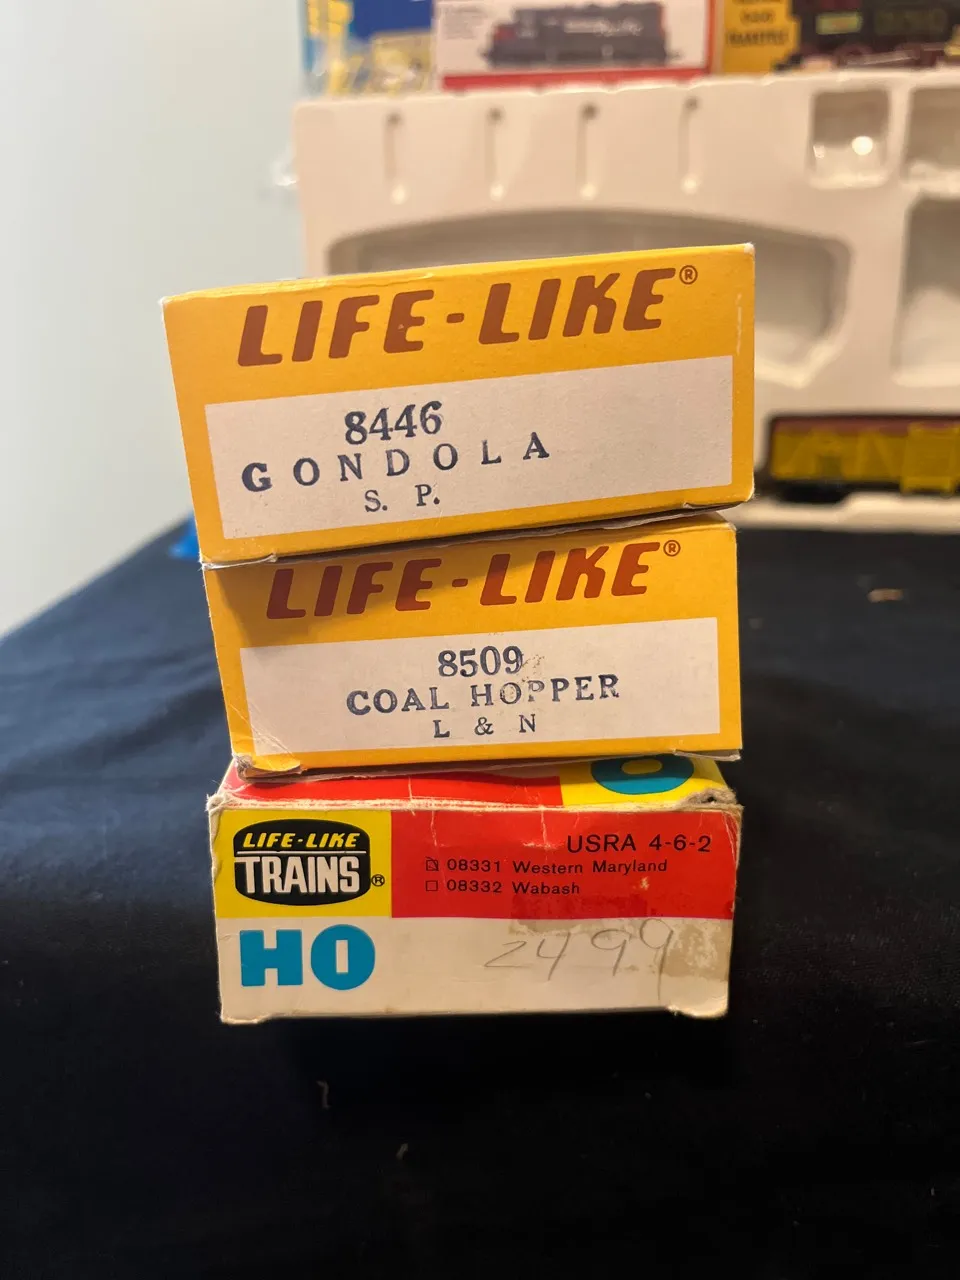 LIFE-LIKE®
8446
GONDOLA
S. P.
LIFE-LIKE®
8509
COAL HOPPER
L & N
LIFE-LIKE
TRAINS®
USRA 4-6-2
08331 Western Maryland
08332 Wabash
HO
2499